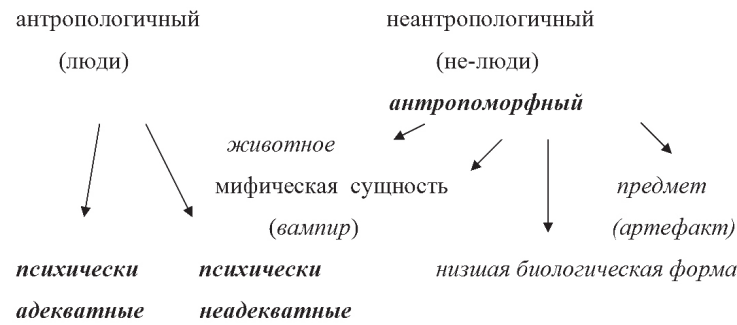 антропологичный неантропологичный
(люди) (не-люди)
антропоморфный
животное
мифическая сущность предмет
(вампир) (артефакт)
психически психически низшая биологическая форма
адекватные неадекватные